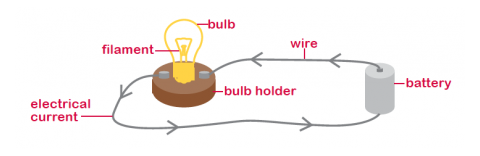 bulb
filament
wire
battery
bulb holder
electrical
current